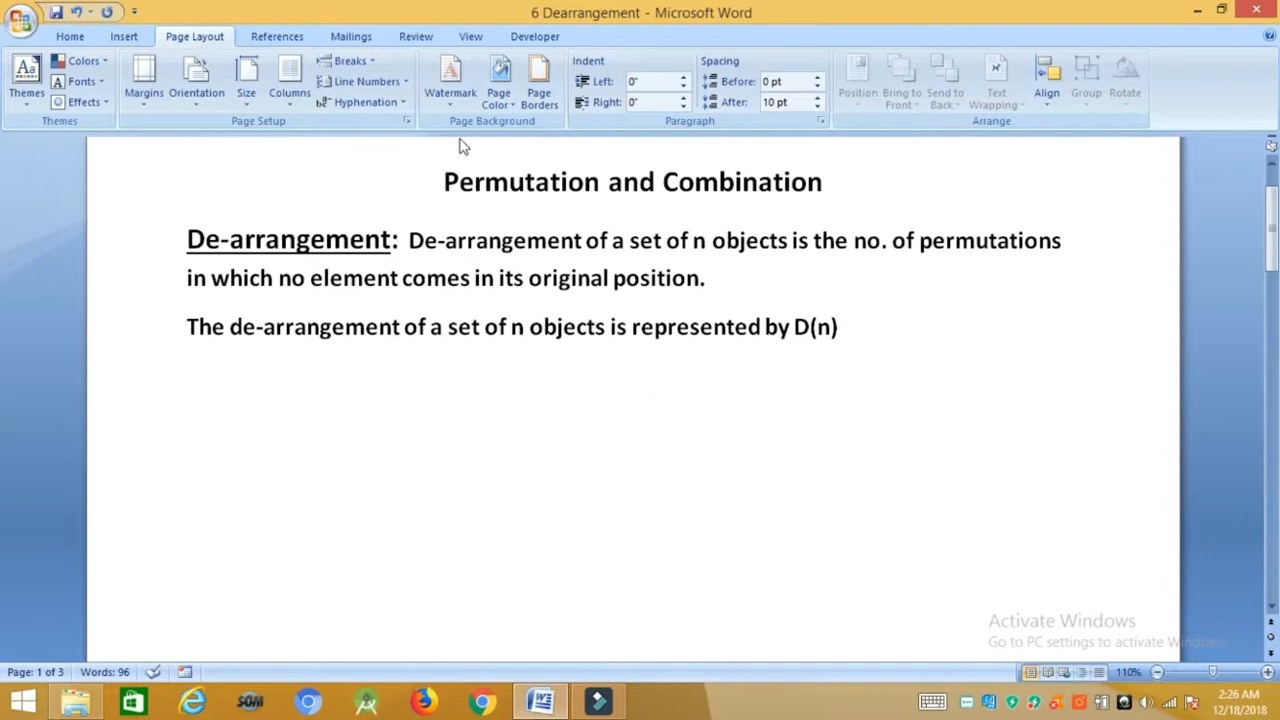 6 Dearrangement - Microsoft Word
Home Insert Page Layout References Mailings Review View Developer
Themes Colors Fonts Effects Themes
Margins Orientation Size Columns Breaks Line Numbers Hyphenation Page Setup
Watermark Page Color Page Borders Page Background
Indent Left: 0" Right: 0" Spacing Before: 0 pt After: 10 pt Paragraph
Position Bring to Front Send to Back Text Wrapping Align Group Rotate Arrange
Permutation and Combination
De-arrangement: De-arrangement of a set of n objects is the no. of permutations
in which no element comes in its original position.
The de-arrangement of a set of n objects is represented by D(n)
Activate Windows
Go to PC settings to activate Windows.
Page: 1 of 3 Words: 96 110%
SGM
2:26 AM
12/18/2018